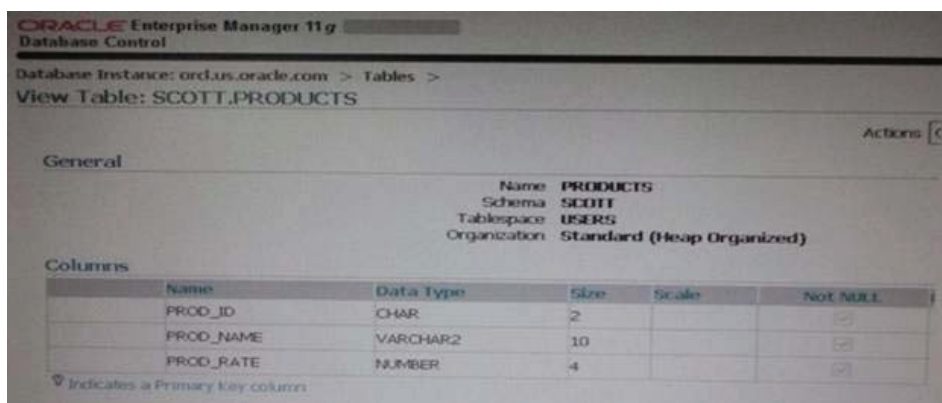 ORACLE Enterprise Manager 11g
Database Control
Database Instance: orcl.us.oracle.com > Tables >
View Table: SCOTT.PRODUCTS
Actions
General
Name PRODUCTS
Schema SCOTT
Tablespace USERS
Organization Standard (Heap Organized)
Columns
Name Data Type Size Scale Not NULL
PROD_ID CHAR 2
PROD_NAME VARCHAR2 10
PROD_RATE NUMBER 4
Indicates a Primary Key column